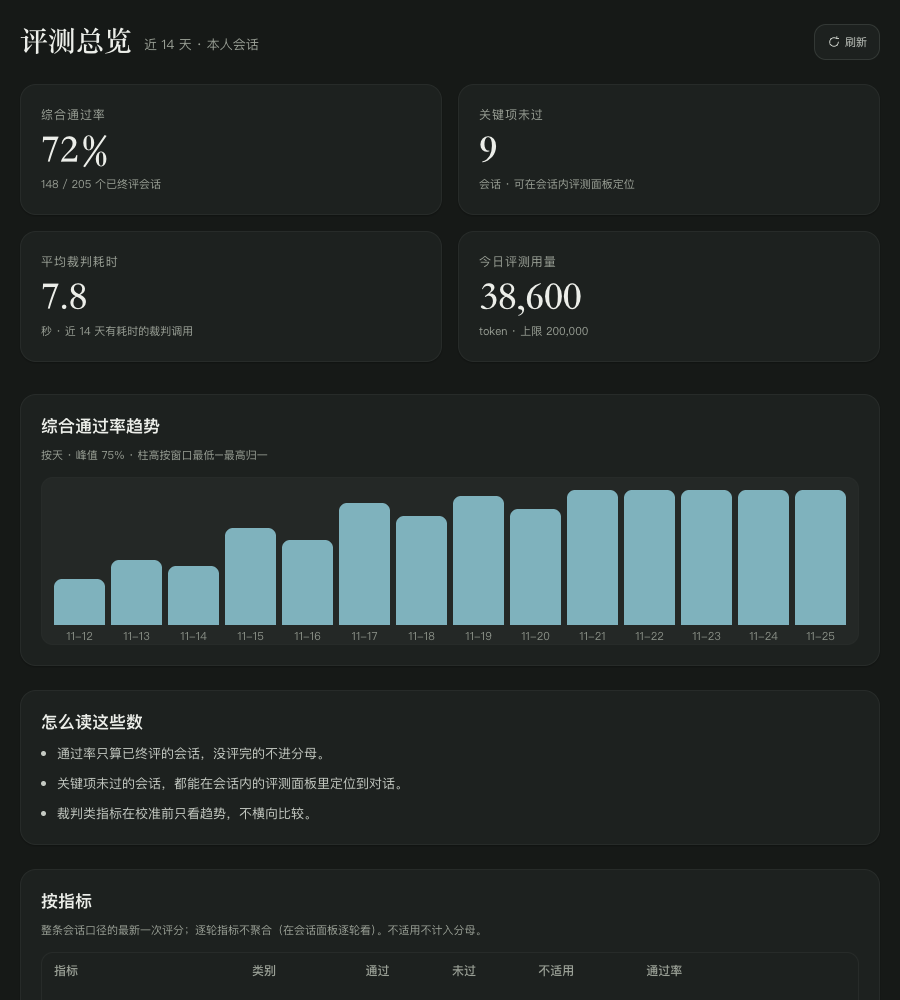 评测总览 近 14 天 · 本人会话
刷新
综合通过率
72%
148 / 205 个已终评会话
关键项未过
9
会话 · 可在会话内评测面板定位
平均裁判耗时
7.8
秒 · 近 14 天有耗时的裁判调用
今日评测用量
38,600
token · 上限 200,000
综合通过率趋势
按天 · 峰值 75% · 柱高按窗口最低—最高归一
11–12 11–13 11–14 11–15 11–16 11–17 11–18 11–19 11–20 11–21 11–22 11–23 11–24 11–25
怎么读这些数
通过率只算已终评的会话，没评完的不进分母。
关键项未过的会话，都能在会话内的评测面板里定位到对话。
裁判类指标在校准前只看趋势，不横向比较。
按指标
整条会话口径的最新一次评分；逐轮指标不聚合（在会话面板逐轮看）。不适用不计入分母。
指标 类别 通过 未过 不适用 通过率